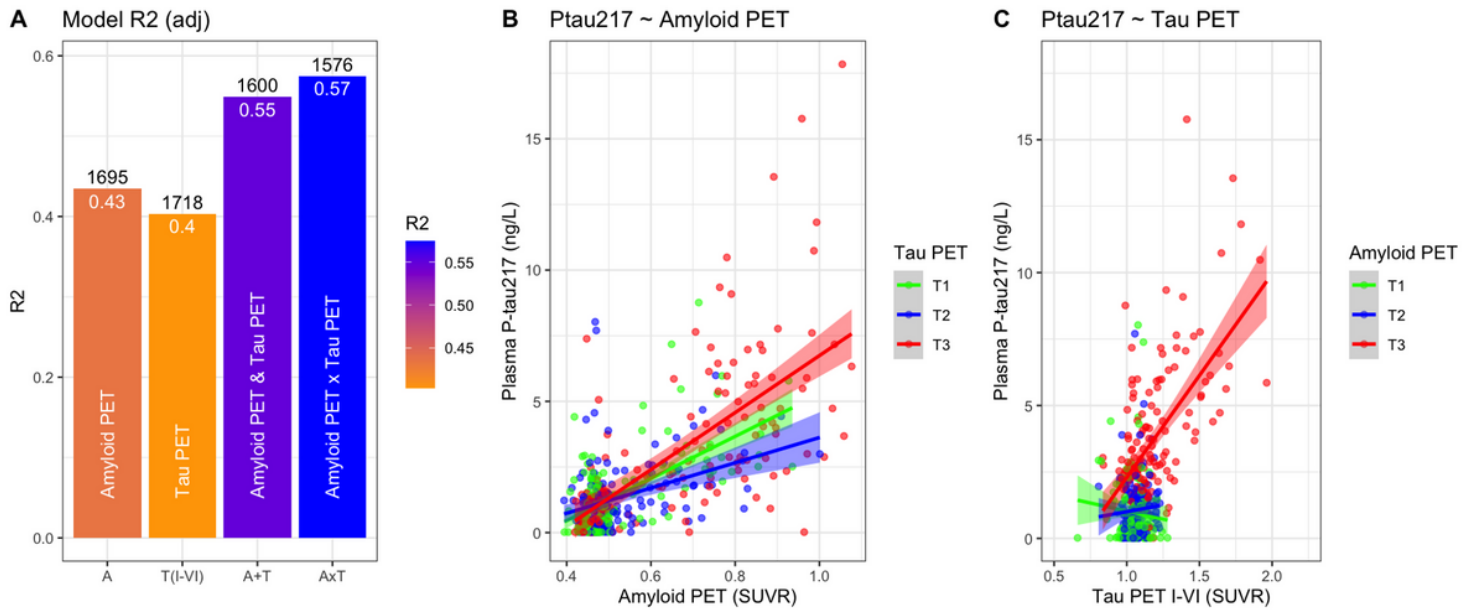 A
Model R2 (adj)
0.6
0.4
0.2
0.0
R2
1695
0.43
1718
0.4
1600
0.55
1576
0.57
Amyloid PET
Tau PET
Amyloid PET & Tau PET
Amyloid PET x Tau PET
A
T(I-VI)
A+T
AxT
R2
0.55
0.50
0.45
B
Ptau217 ~ Amyloid PET
Plasma P-tau217 (ng/L)
15
10
5
0
0.4
0.6
0.8
1.0
Amyloid PET (SUVR)
Tau PET
T1
T2
T3
C
Ptau217 ~ Tau PET
Plasma P-tau217 (ng/L)
15
10
5
0
0.5
1.0
1.5
2.0
Tau PET I-VI (SUVR)
Amyloid PET
T1
T2
T3